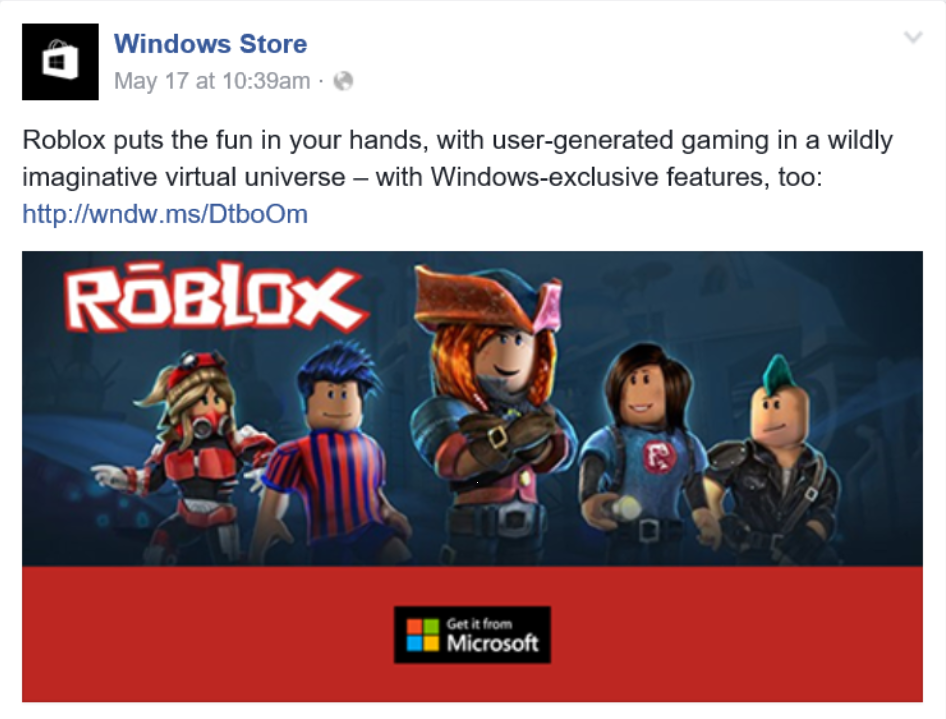 Windows Store
May 17 at 10:39am ·
Roblox puts the fun in your hands, with user-generated gaming in a wildly
imaginative virtual universe – with Windows-exclusive features, too:
http://wndw.ms/DtboOm
RŌBLOX
R
Get it from
Microsoft